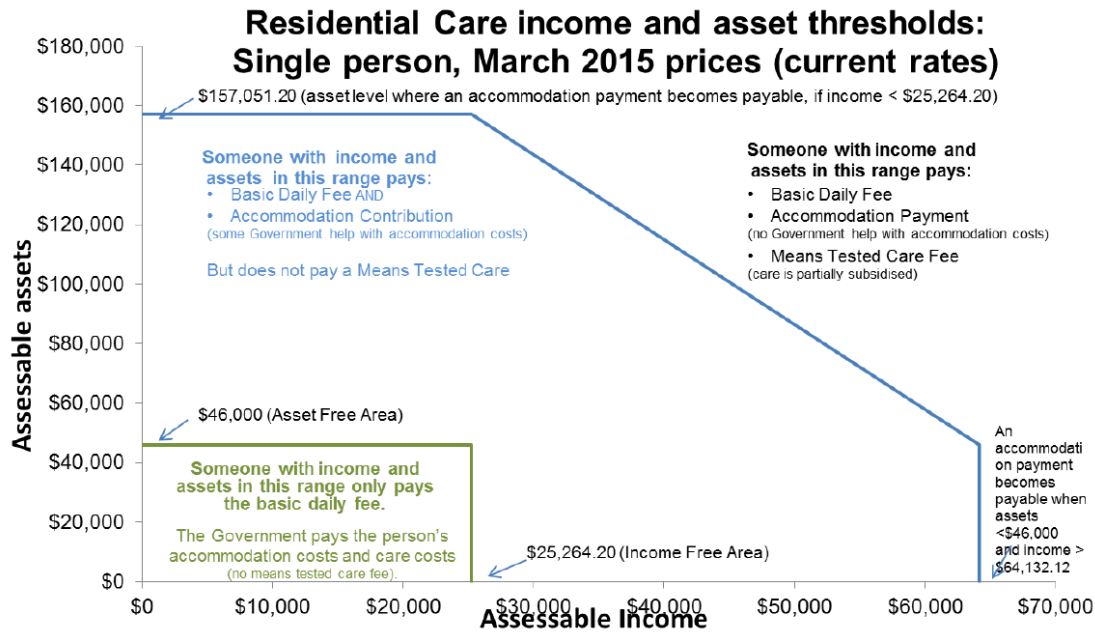 Residential Care income and asset thresholds:
Single person, March 2015 prices (current rates)
$180,000
$160,000
$140,000
$120,000
$100,000
$80,000
$60,000
$40,000
$20,000
$0
Assessable assets
$157,051.20 (asset level where an accommodation payment becomes payable, if income < $25,264.20)
Someone with income and
assets in this range pays:
• Basic Daily Fee AND
• Accommodation Contribution
(some Government help with accommodation costs)
But does not pay a Means Tested Care
Someone with income and
assets in this range pays:
• Basic Daily Fee
• Accommodation Payment
(no Government help with accommodation costs)
• Means Tested Care Fee
(care is partially subsidised)
$46,000 (Asset Free Area)
Someone with income and
assets in this range only pays
the basic daily fee.
The Government pays the person's
accommodation costs and care costs
(no means tested care fee).
$25,264.20 (Income Free Area)
An
accommodati
on payment
becomes
payable when
assets
<$46,000
and income >
$64,132.12
$0
$10,000
$20,000
$30,000
$40,000
$50,000
$60,000
$70,000
Assessable Income